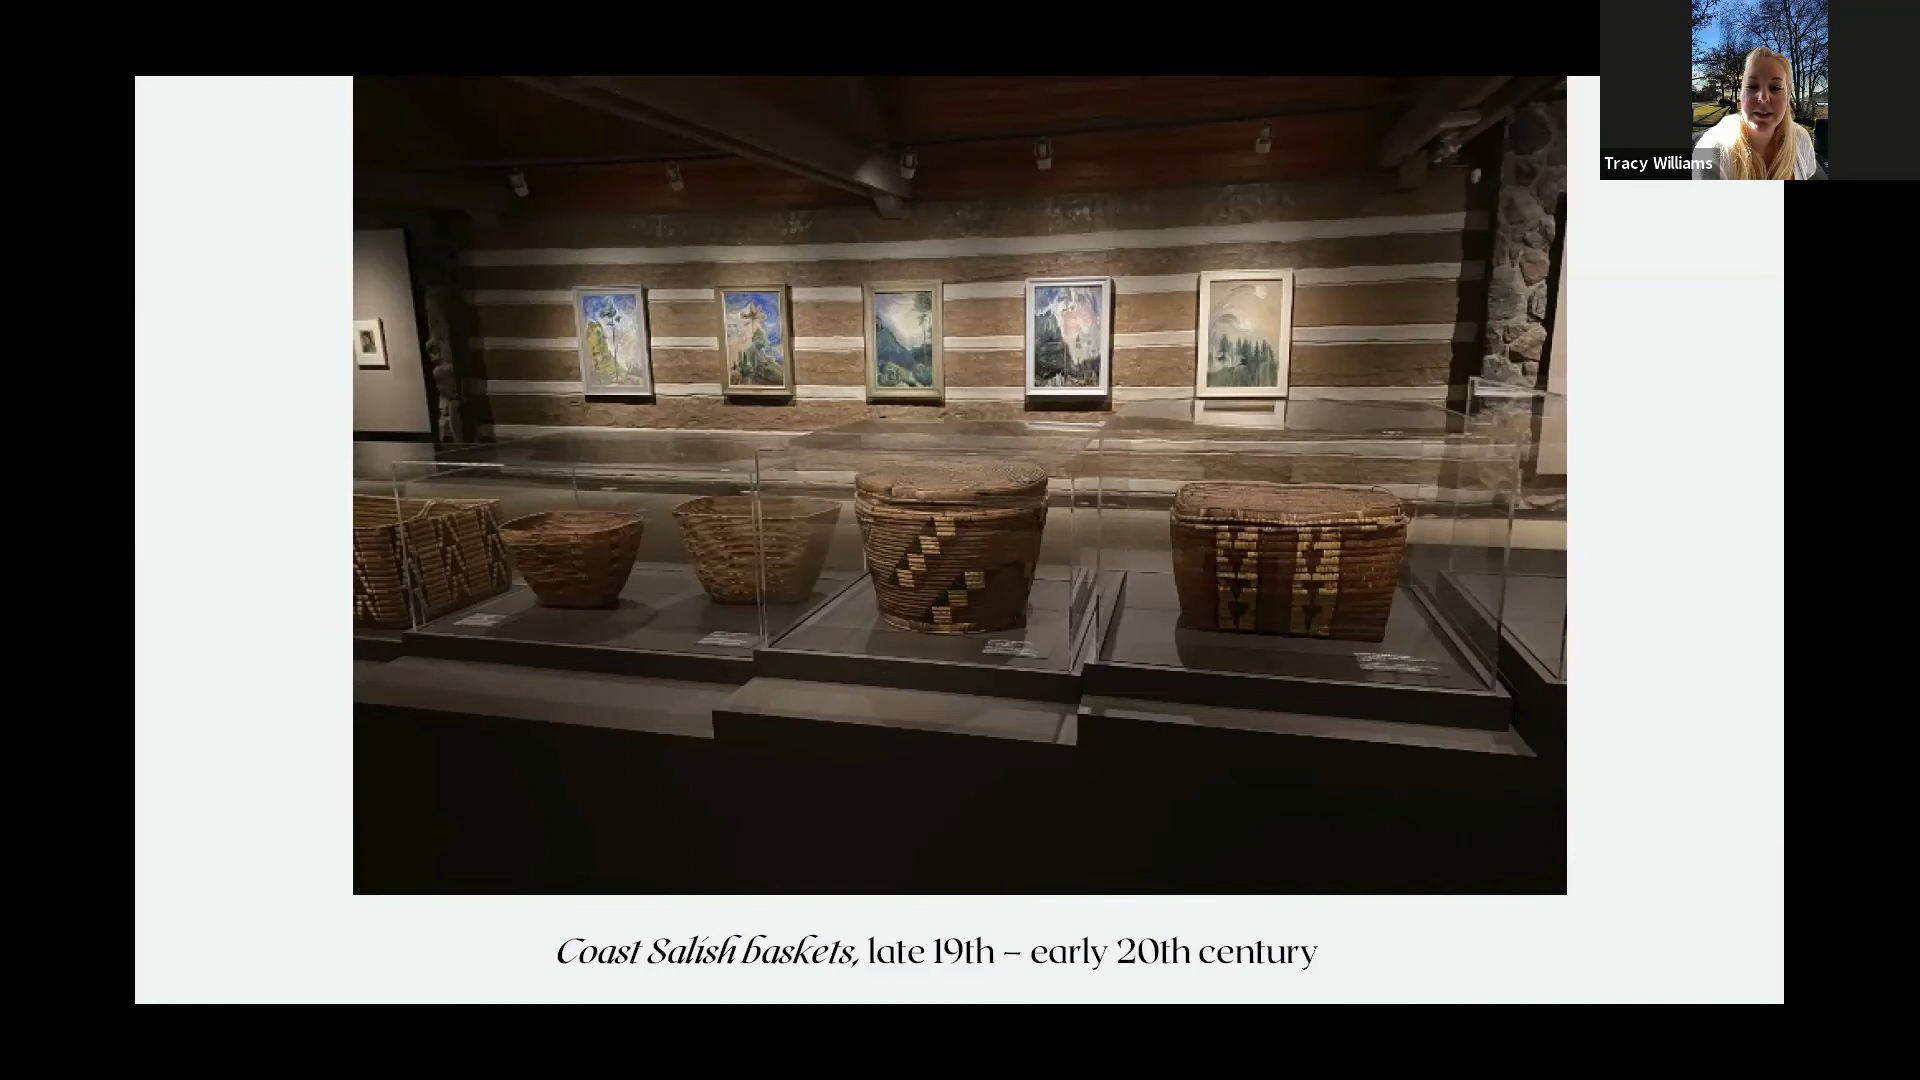 Tracy Williams
Coast Salish baskets, late 19th – early 20th century